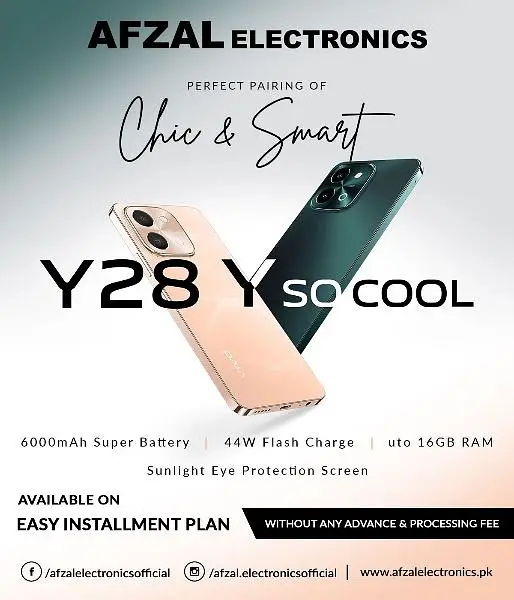 AFZAL ELECTRONICS
PERFECT PAIRING OF
Chic & Smart
Y28 Y SO COOL
vivo
6000mAh Super Battery | 44W Flash Charge | uto 16GB RAM
Sunlight Eye Protection Screen
AVAILABLE ON
EASY INSTALLMENT PLAN
WITHOUT ANY ADVANCE & PROCESSING FEE
/afzalelectronicsofficial
/afzal.electronicsofficial | www.afzalelectronics.pk